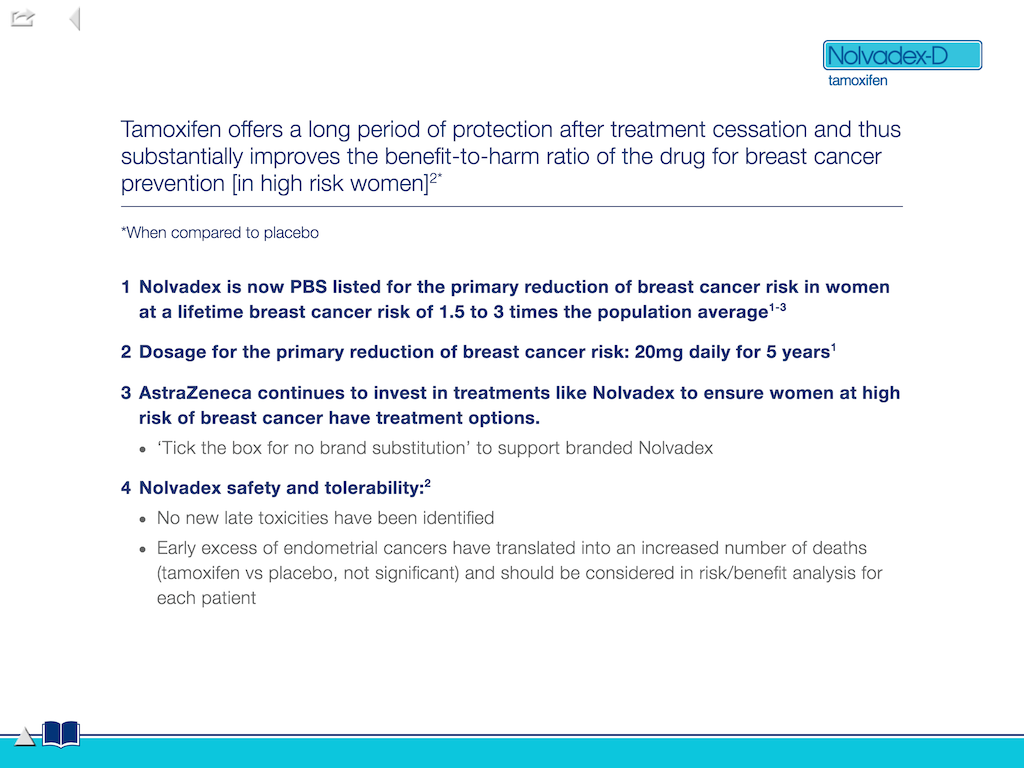 Nolvadex-D
tamoxifen
Tamoxifen offers a long period of protection after treatment cessation and thus
substantially improves the benefit-to-harm ratio of the drug for breast cancer
prevention [in high risk women]2*
*When compared to placebo
1 Nolvadex is now PBS listed for the primary reduction of breast cancer risk in women
at a lifetime breast cancer risk of 1.5 to 3 times the population average1-3
2 Dosage for the primary reduction of breast cancer risk: 20mg daily for 5 years1
3 AstraZeneca continues to invest in treatments like Nolvadex to ensure women at high
risk of breast cancer have treatment options.
• ‘Tick the box for no brand substitution’ to support branded Nolvadex
4 Nolvadex safety and tolerability:2
• No new late toxicities have been identified
• Early excess of endometrial cancers have translated into an increased number of deaths
(tamoxifen vs placebo, not significant) and should be considered in risk/benefit analysis for
each patient